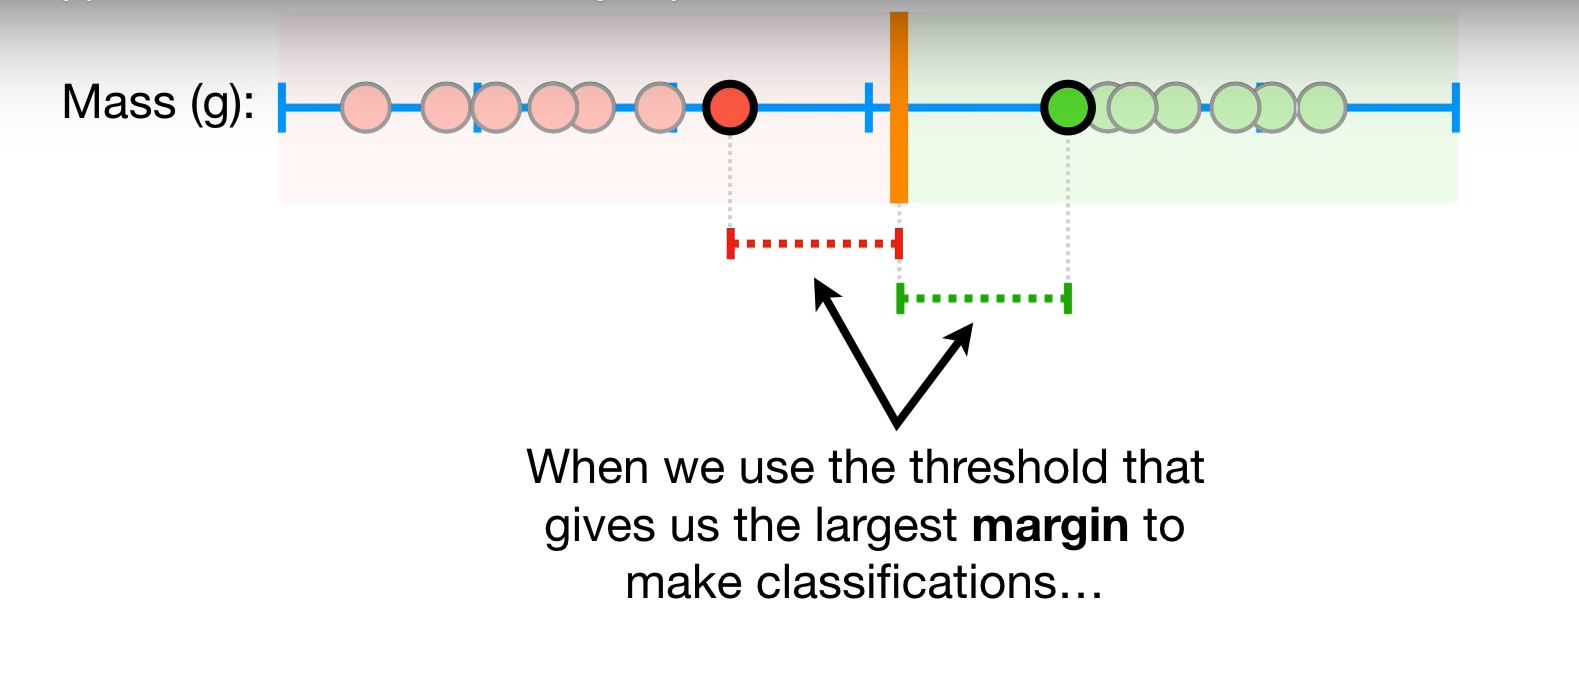 Mass (g):
When we use the threshold that
gives us the largest margin to
make classifications…